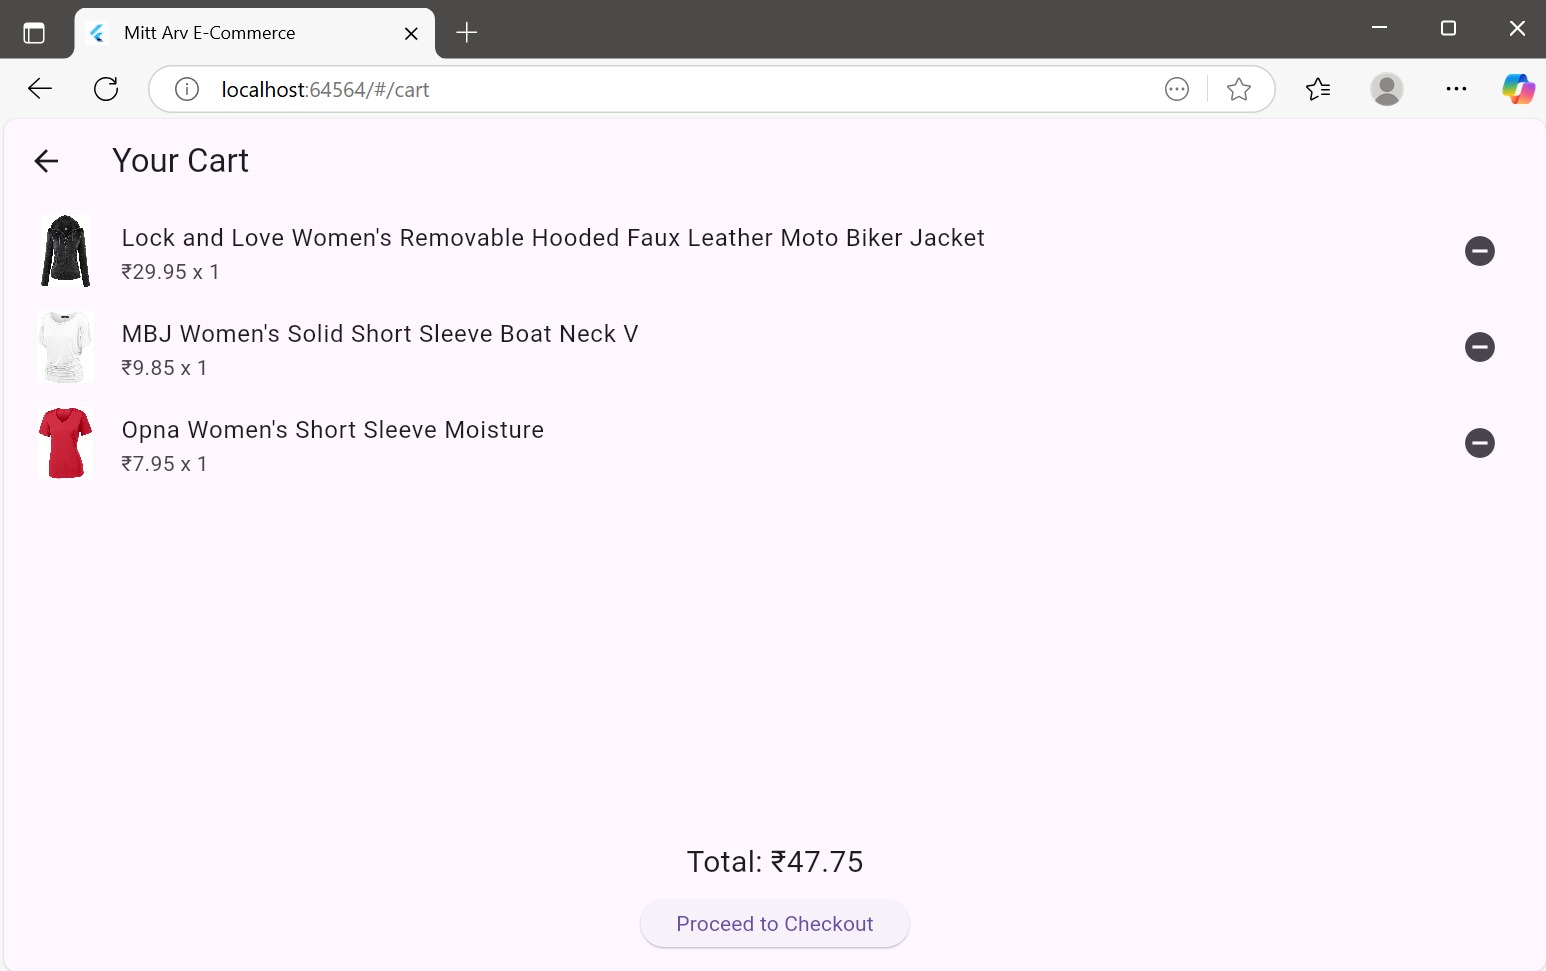 Mitt Arv E-Commerce
localhost:64564/#/cart
Your Cart
Lock and Love Women's Removable Hooded Faux Leather Moto Biker Jacket
₹29.95 x 1
MBJ Women's Solid Short Sleeve Boat Neck V
₹9.85 x 1
Opna Women's Short Sleeve Moisture
₹7.95 x 1
Total: ₹47.75
Proceed to Checkout